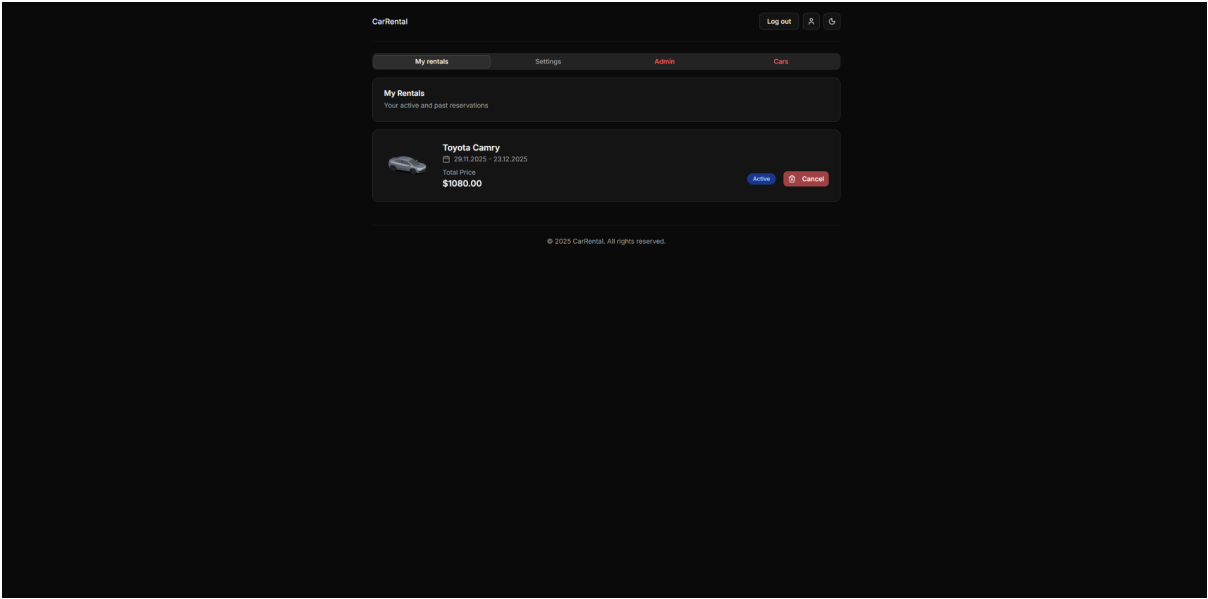 CarRental
Log out
My rentals
Settings
Admin
Cars
My Rentals
Your active and past reservations
Toyota Camry
29.11.2025 - 23.12.2025
Total Price
$1080.00
Active
Cancel
© 2025 CarRental. All rights reserved.